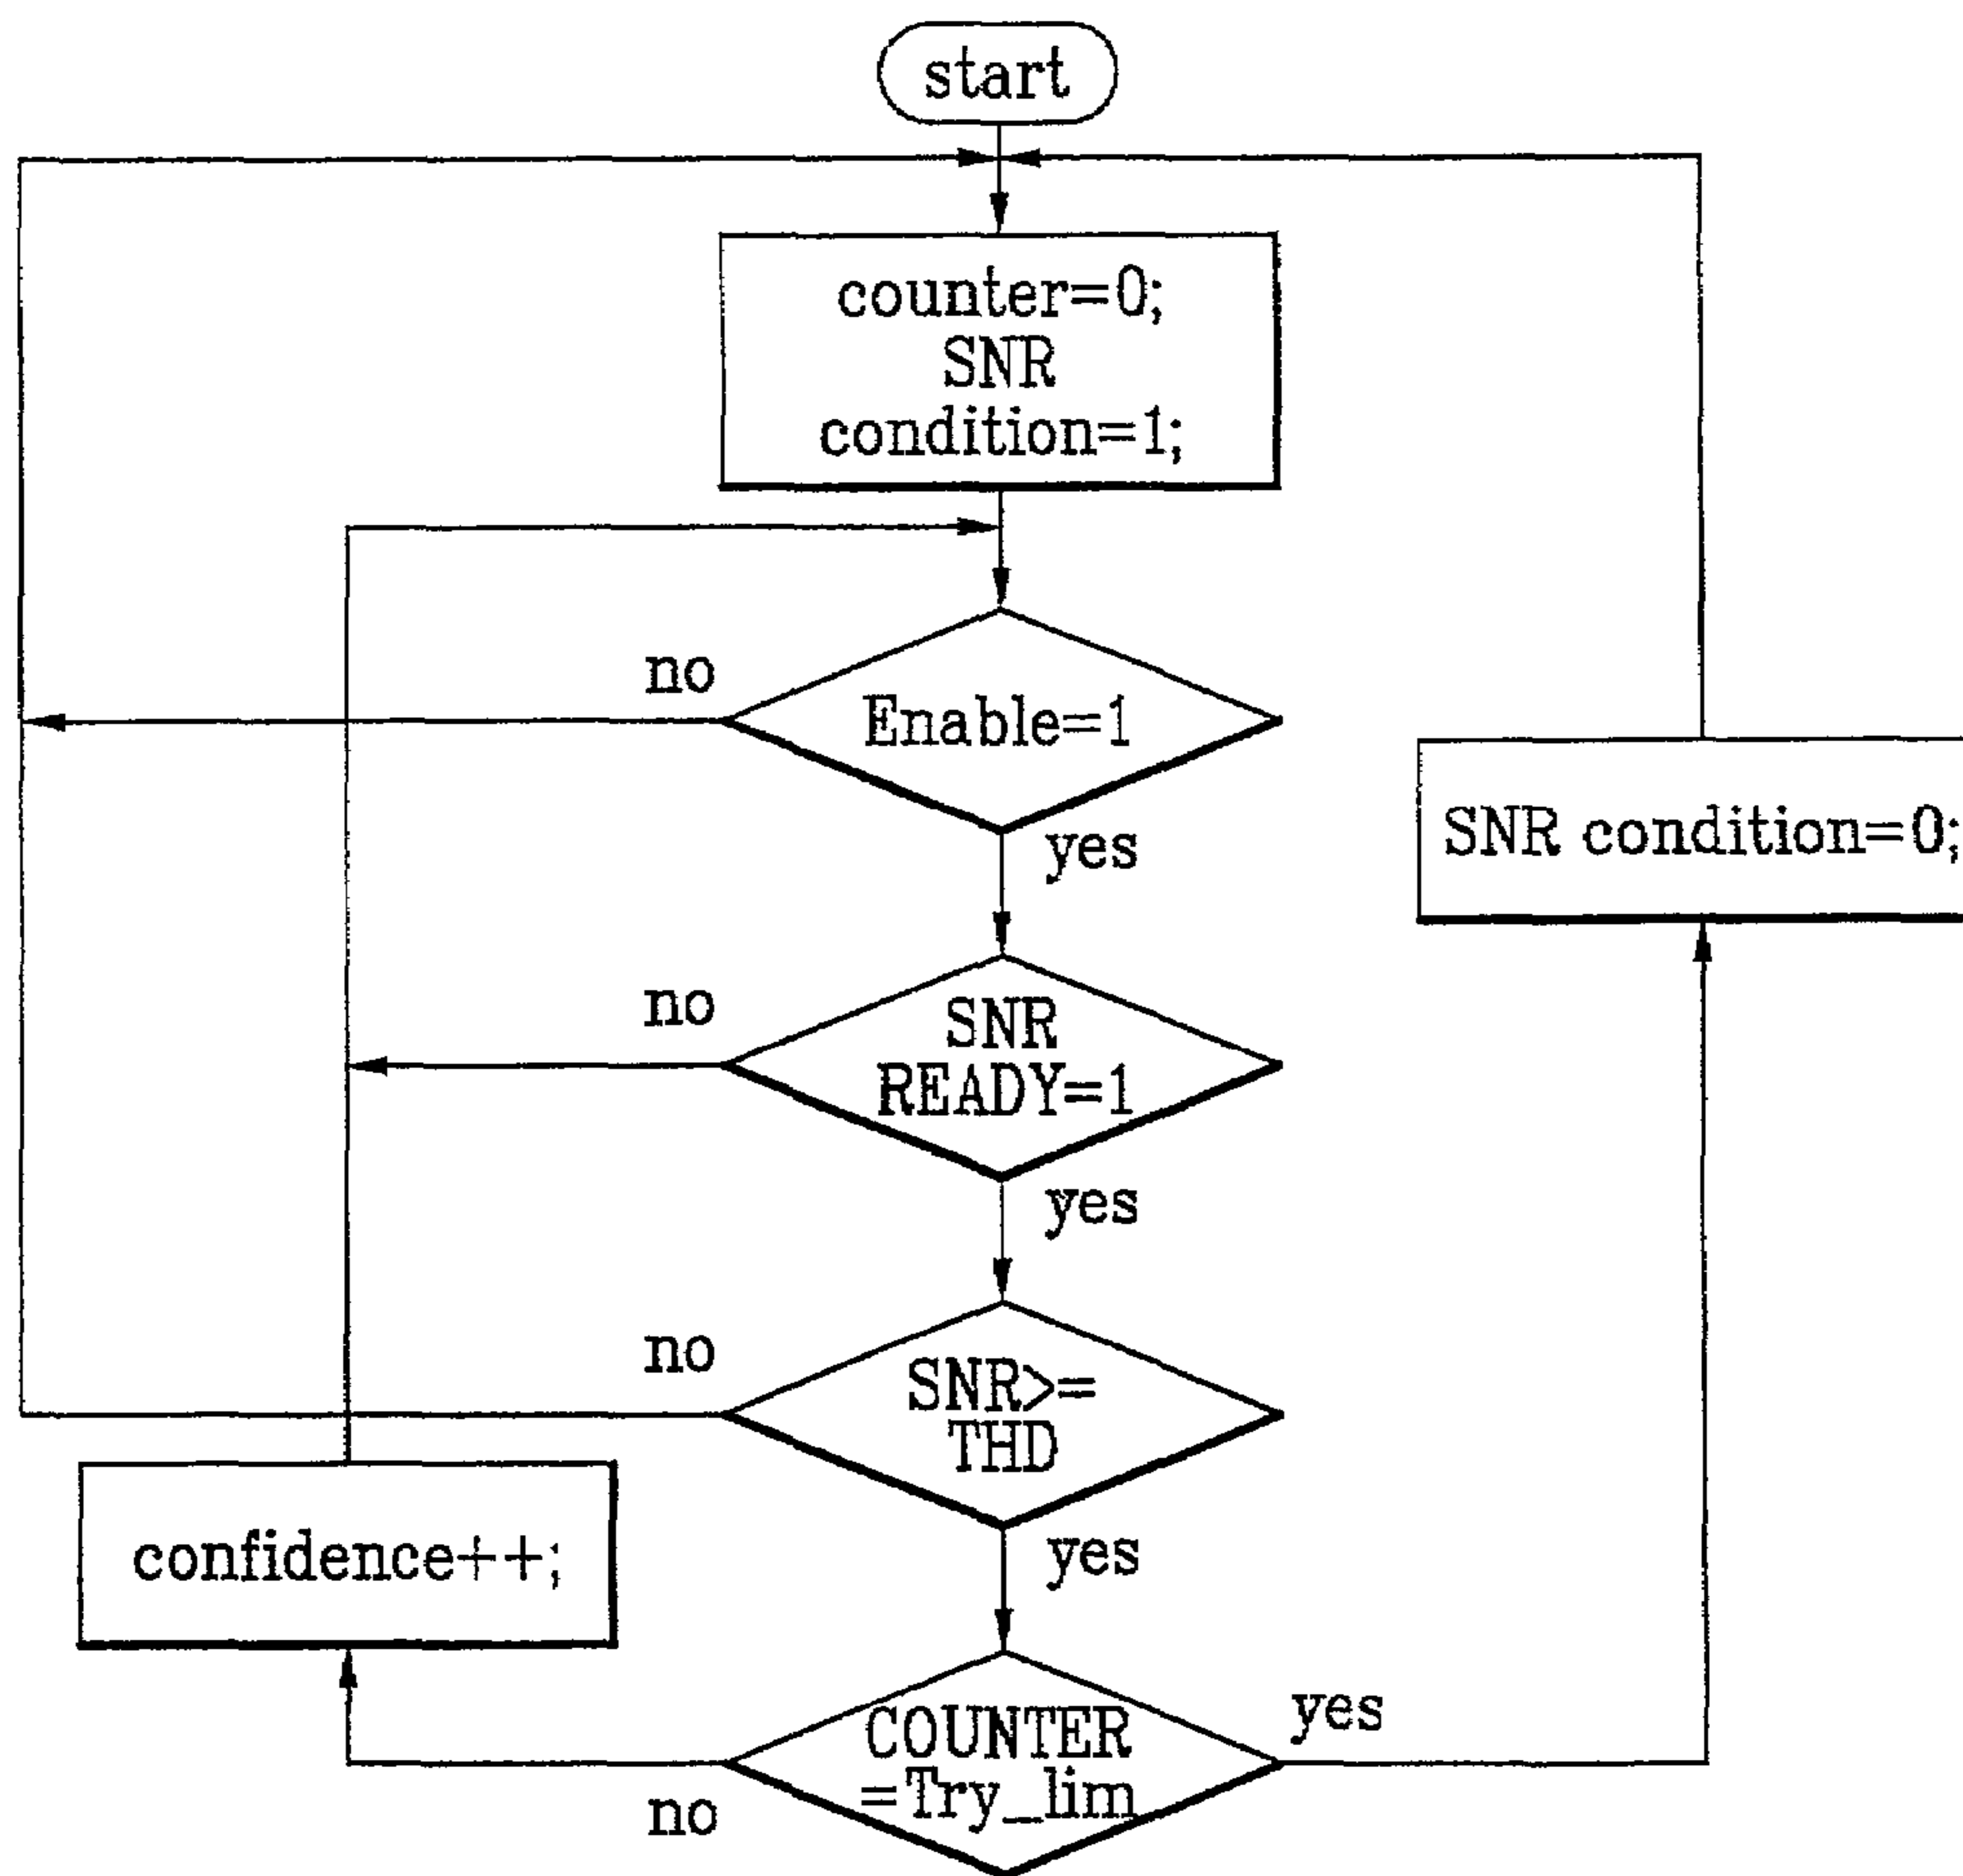 start
counter=0;
SNR
condition=1;
no
Enable=1
yes
SNR condition=0;
no
SNR
READY=1
yes
no
SNR>=
THD
yes
confidence++;
COUNTER
=Try_lim
yes
no